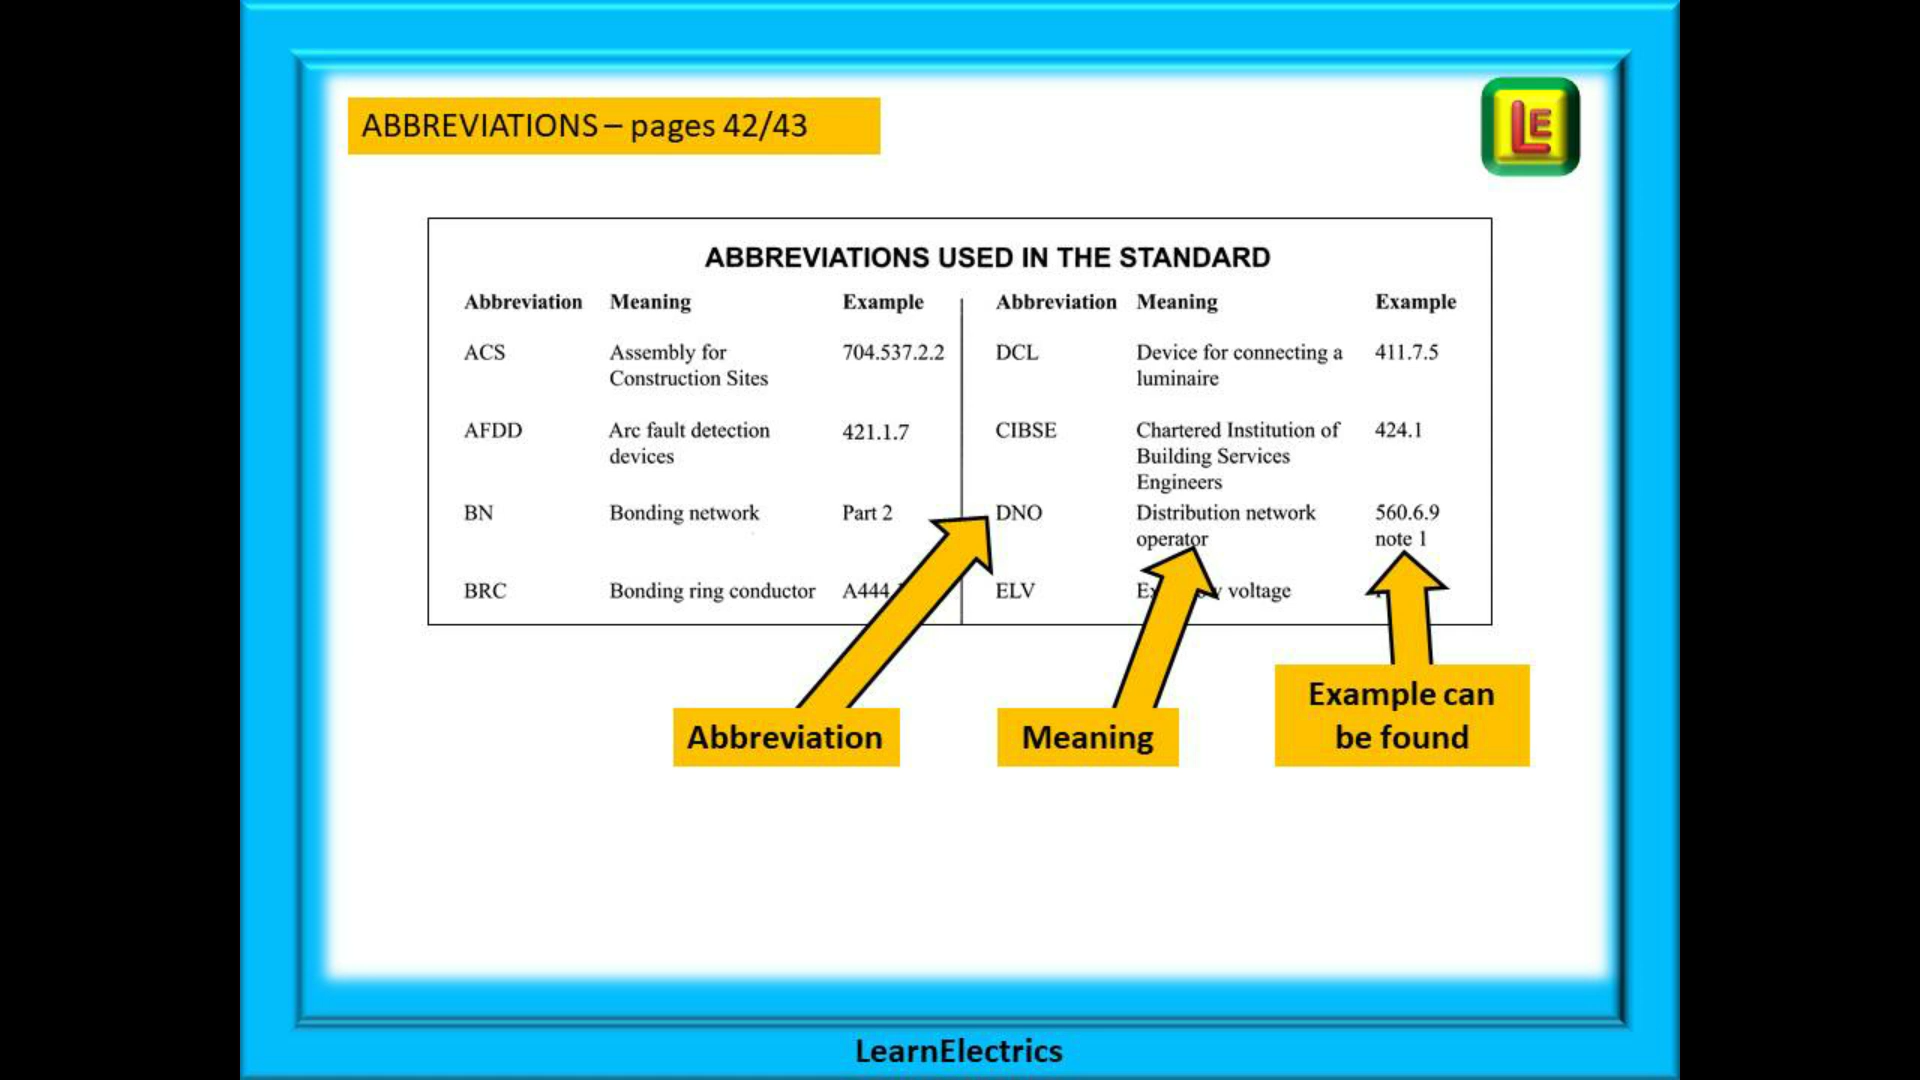 ABBREVIATIONS – pages 42/43
LE
ABBREVIATIONS USED IN THE STANDARD
Abbreviation Meaning Example Abbreviation Meaning Example
ACS Assembly for 704.537.2.2 DCL Device for connecting a 411.7.5
Construction Sites luminaire
AFDD Arc fault detection 421.1.7 CIBSE Chartered Institution of 424.1
devices Building Services
Engineers
BN Bonding network Part 2 DNO Distribution network 560.6.9
operator note 1
BRC Bonding ring conductor A444 ELV voltage
Example can
be found
Abbreviation Meaning
LearnElectrics